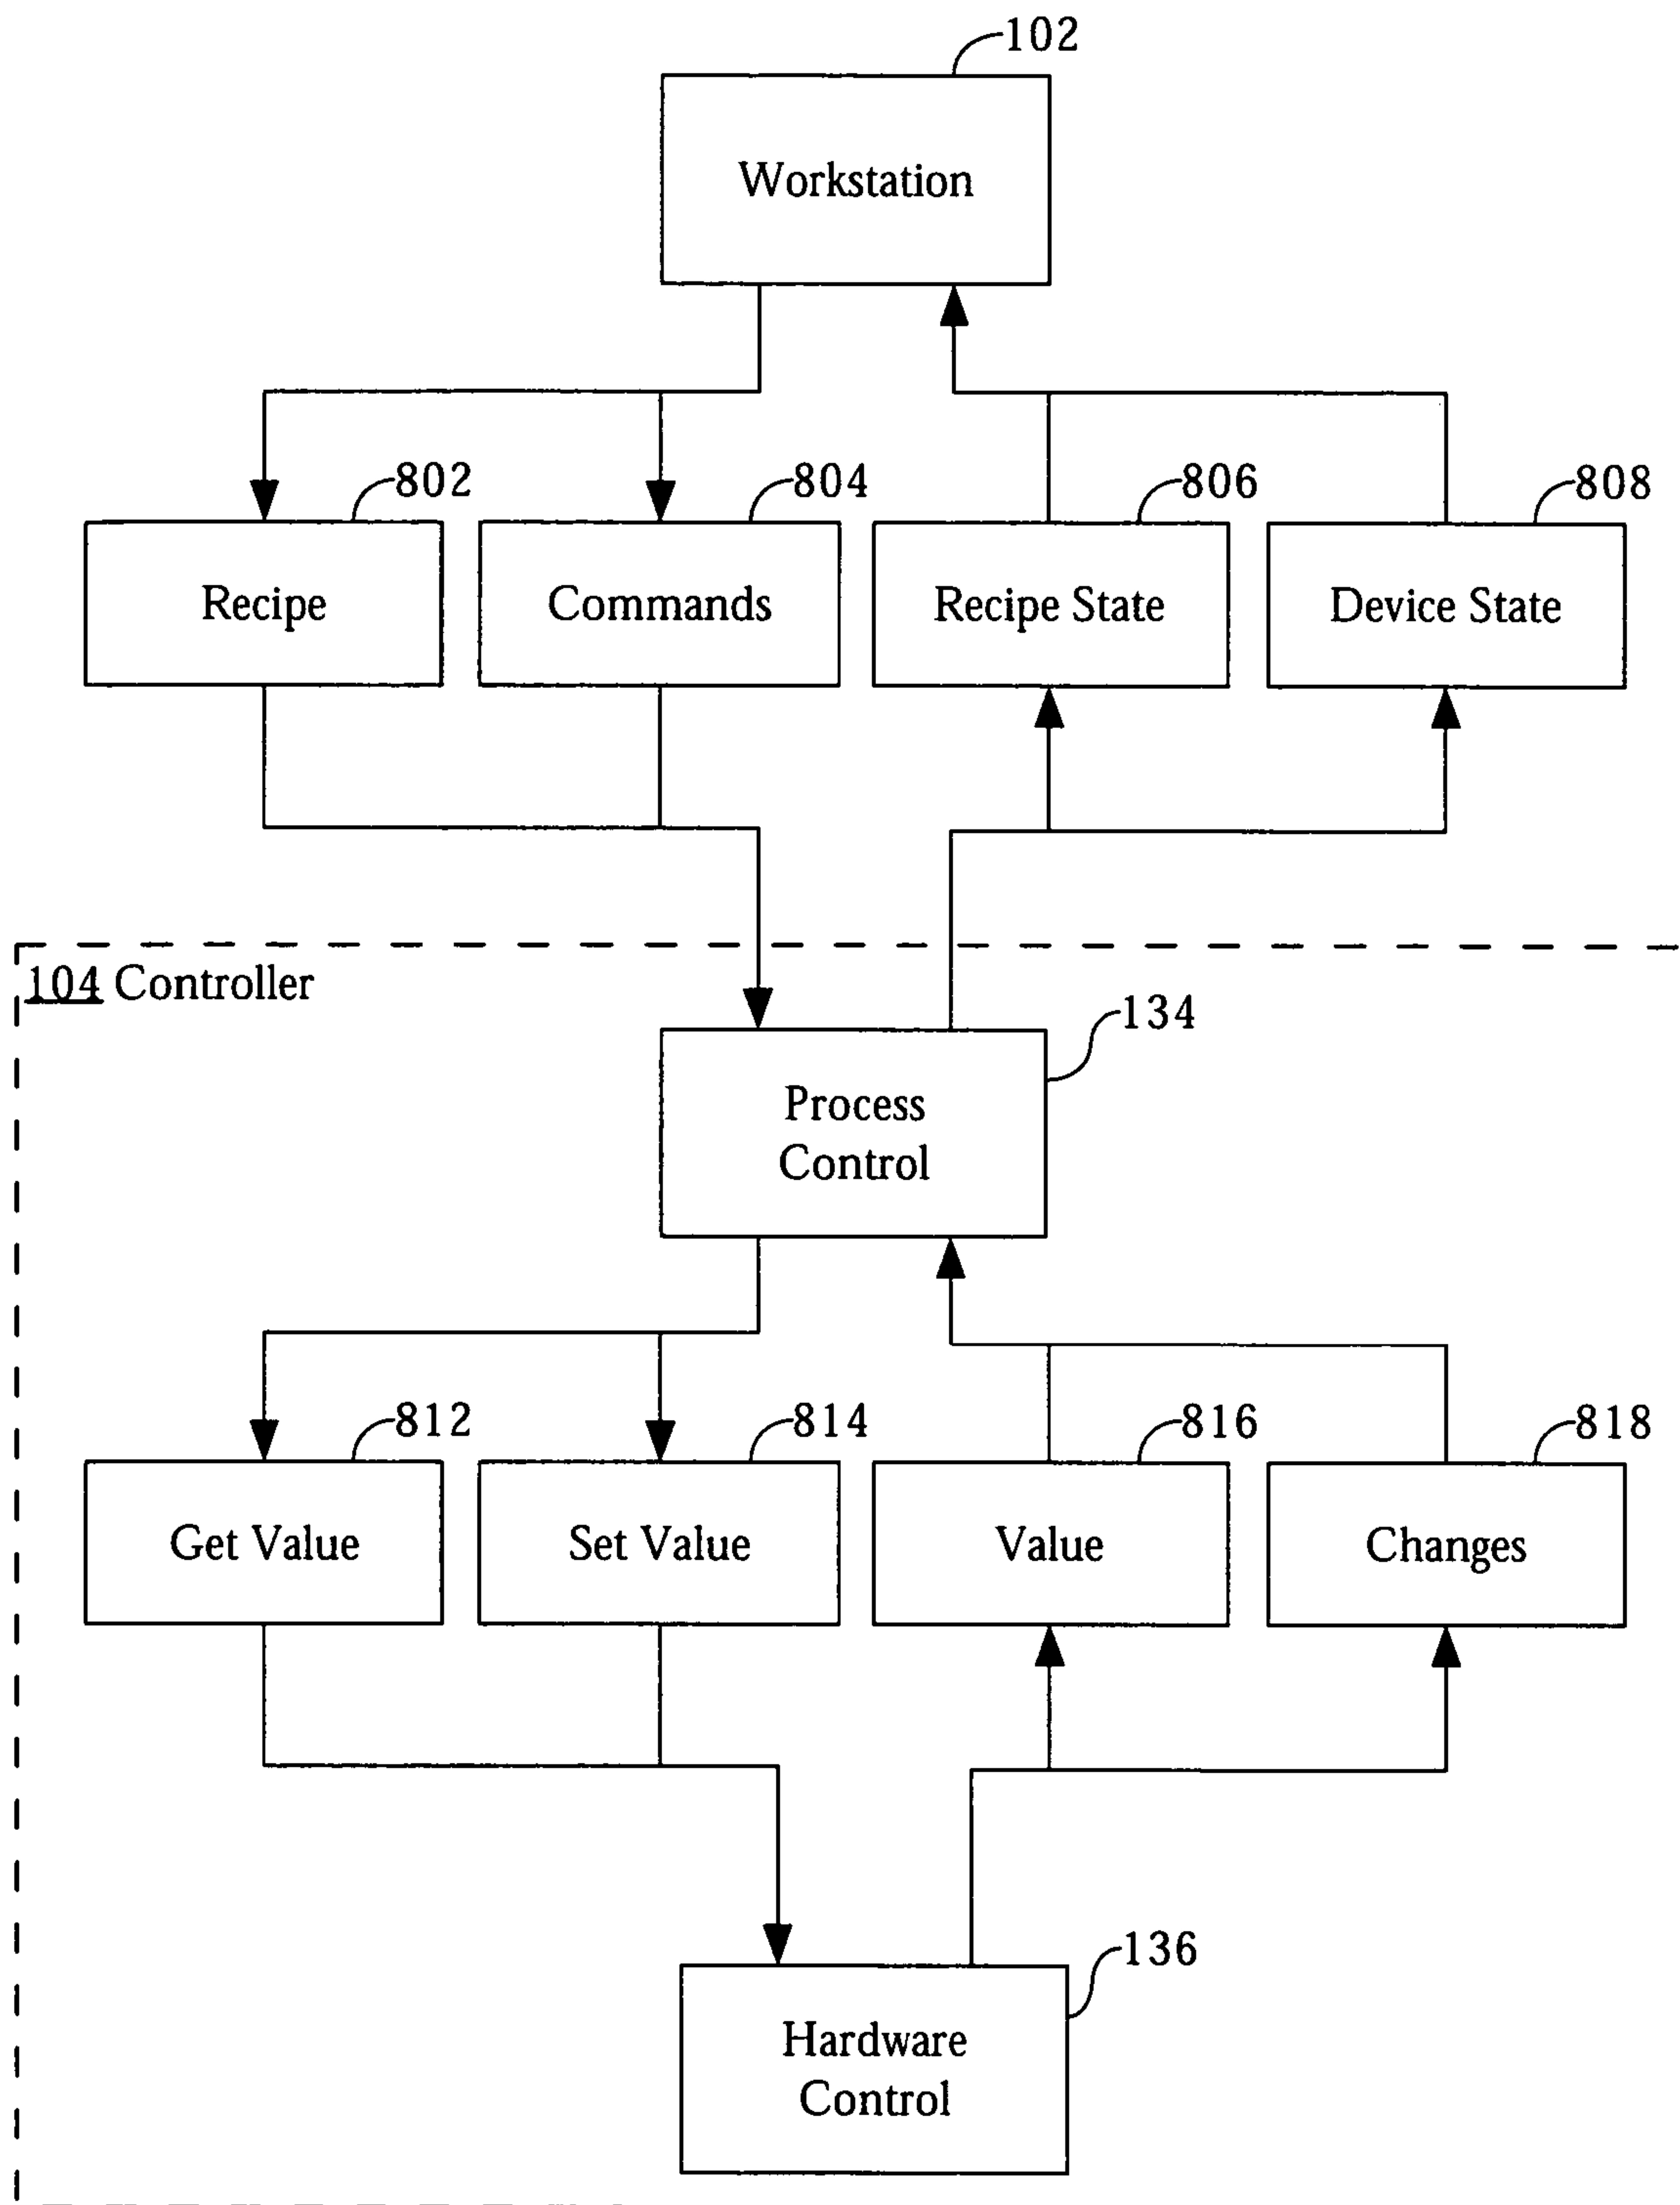 102
Workstation
802
804
806
808
Recipe
Commands
Recipe State
Device State
104 Controller
134
Process
Control
812
814
816
818
Get Value
Set Value
Value
Changes
136
Hardware
Control